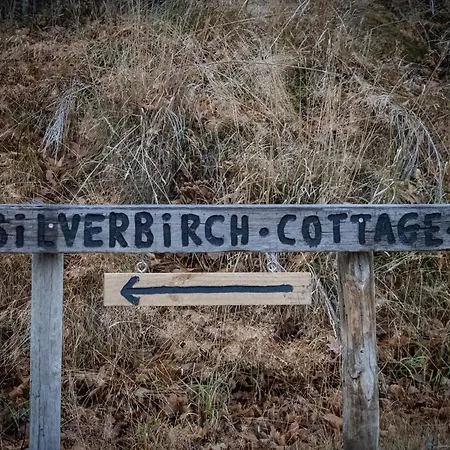 SiLVERBiRCH · COTTAGE ·